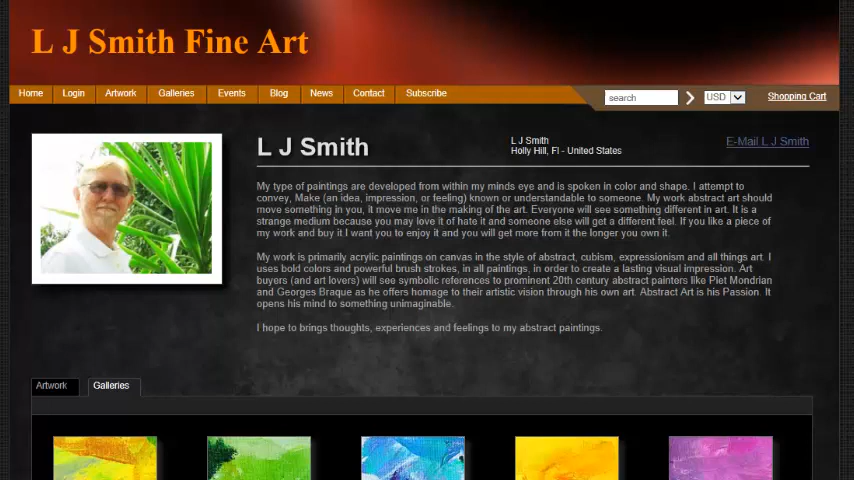 L J Smith Fine Art
Home Login Artwork Galleries Events Blog News Contact Subscribe
search USD Shopping Cart
L J Smith
L J Smith
Holly Hill, Fl - United States
E-Mail L J Smith
My type of paintings are developed from within my minds eye and is spoken in color and shape. I attempt to
convey, Make (an idea, impression, or feeling) known or understandable to someone. My work abstract art should
move something in you, it move me in the making of the art. Everyone will see something different in art. It is a
strange medium because you may love it of hate it and someone else will get a different feel. If you like a piece of
my work and buy it I want you to enjoy it and you will get more from it the longer you own it.
My work is primarily acrylic paintings on canvas in the style of abstract, cubism, expressionism and all things art. I
uses bold colors and powerful brush strokes, in all paintings, in order to create a lasting visual impression. Art
buyers (and art lovers) will see symbolic references to prominent 20th century abstract painters like Piet Mondrian
and Georges Braque as he offers homage to their artistic vision through his own art. Abstract Art is his Passion. It
opens his mind to something unimaginable.
I hope to brings thoughts, experiences and feelings to my abstract paintings.
Artwork Galleries